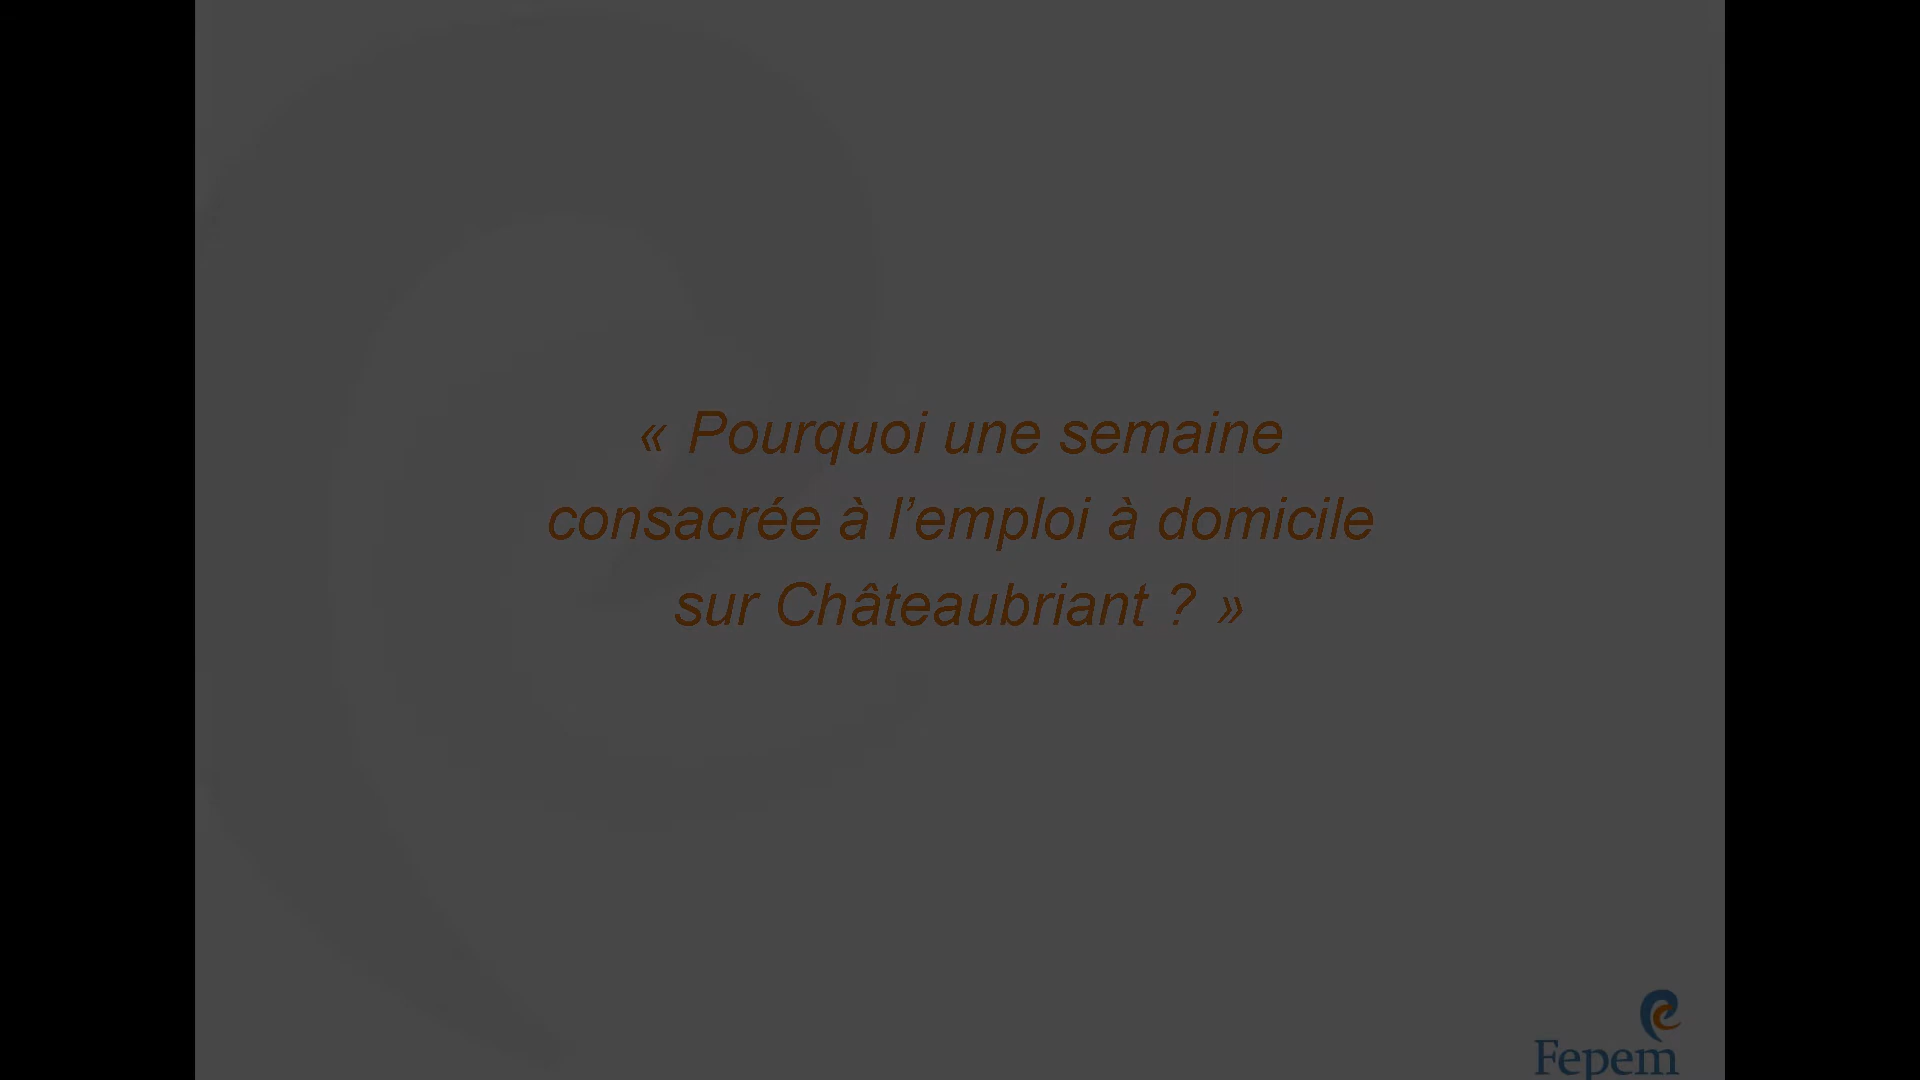 « Pourquoi une semaine
consacrée à l’emploi à domicile
sur Châteaubriant ? »
Fepem